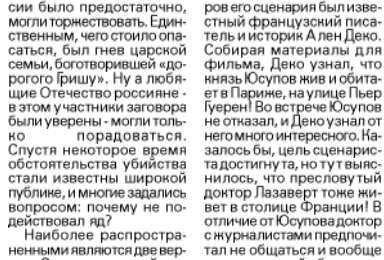 сии было предостаточно,
могли торжествовать. Един-
ственным, чего стоило опа-
саться, был гнев царской
семьи, боготворившей «до-
рогого Гришу». Ну а любя-
щие Отечество россияне -
в этом участники заговора
были уверены - могли толь-
ко порадоваться.
Спустя некоторое время
обстоятельства убийства
стали известны широкой
публике, и многие задались
вопросом: почему не по-
действовал яд?
Наиболее распростра-
ненными являются две вер-
ров его сценария был изве-
стный французский писа-
тель и историк Ален Деко.
Собирая материалы для
фильма, Деко узнал, что
князь Юсупов жив и обита-
ет в Париже, на улице Пьер
Гуерен! Во встрече Юсупов
не отказал, и Деко узнал от
него много интересного. Ка-
залось бы, цель сценарис-
та достигнута, но тут выяс-
нилось, что пресловутый
доктор Лазаверт тоже жи-
вет в столице Франции! В
отличие от Юсупова доктор
с журналистами предпочи-
тал не общаться и вообще